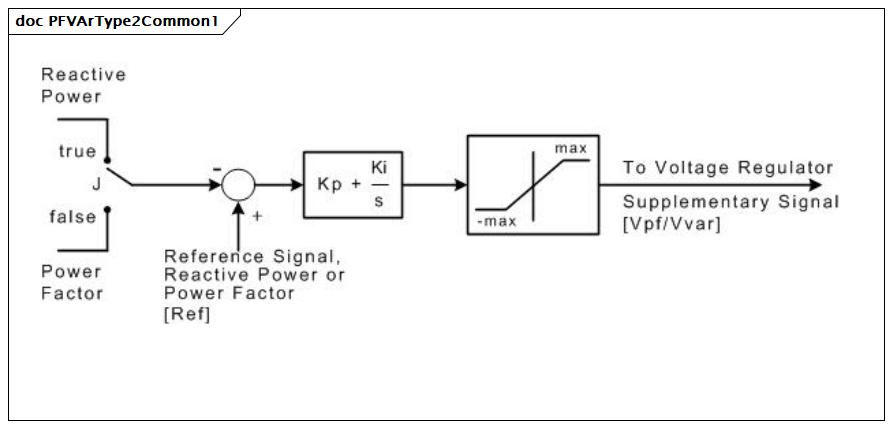 doc PFVArType2Common1
Reactive
Power
true
J
false
Power
Factor
-
+
Reference Signal,
Reactive Power or
Power Factor
[Ref]
Kp + Ki
s
max
-max
To Voltage Regulator
Supplementary Signal
[Vpf/Vvar]